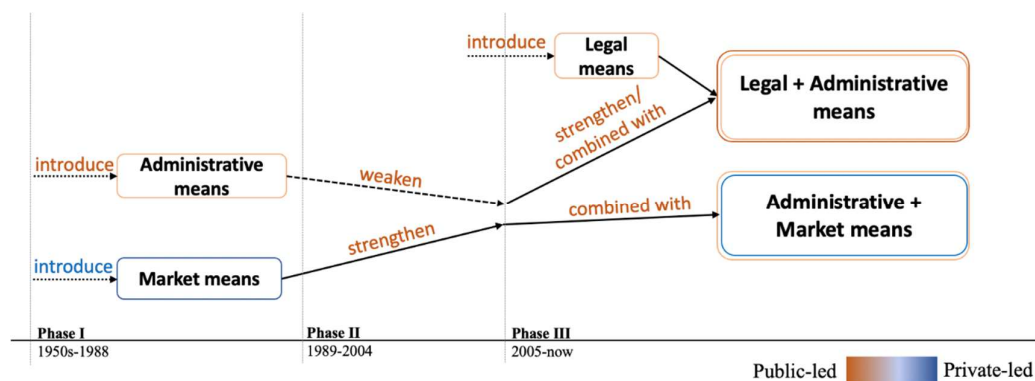 introduce
Legal
means
Legal + Administrative
means
strengthen/
combined with
introduce
Administrative
means
weaken
Administrative +
Market means
combined with
strengthen
introduce
Market means
Phase I
1950s-1988
Phase II
1989-2004
Phase III
2005-now
Public-led
Private-led